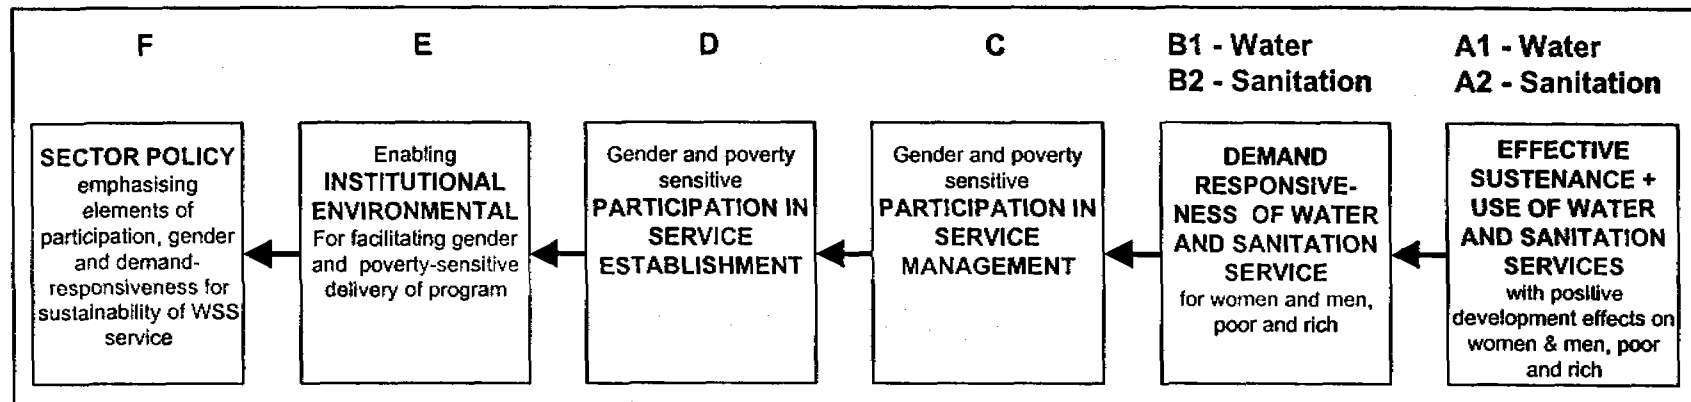 F
E
D
C
B1 - Water
B2 - Sanitation
A1 - Water
A2 - Sanitation
SECTOR POLICY
emphasising
elements of
participation, gender
and demand-
responsiveness for
sustainability of WSS
service
Enabling
INSTITUTIONAL
ENVIRONMENTAL
For facilitating gender
and poverty-sensitive
delivery of program
Gender and poverty
sensitive
PARTICIPATION IN
SERVICE
ESTABLISHMENT
Gender and poverty
sensitive
PARTICIPATION IN
SERVICE
MANAGEMENT
DEMAND
RESPONSIVE-
NESS OF WATER
AND SANITATION
SERVICE
for women and men,
poor and rich
EFFECTIVE
SUSTENANCE +
USE OF WATER
AND SANITATION
SERVICES
with positive
development effects on
women & men, poor
and rich